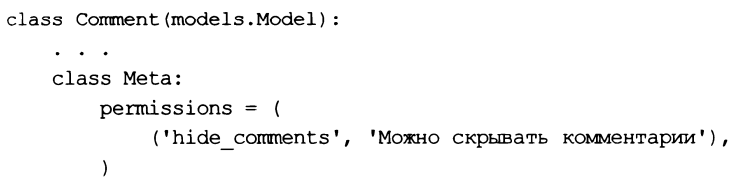 class Comment(models.Model):
    . . .
    class Meta:
        permissions = (
            ('hide_comments', 'Можно скрывать комментарии'),
        )